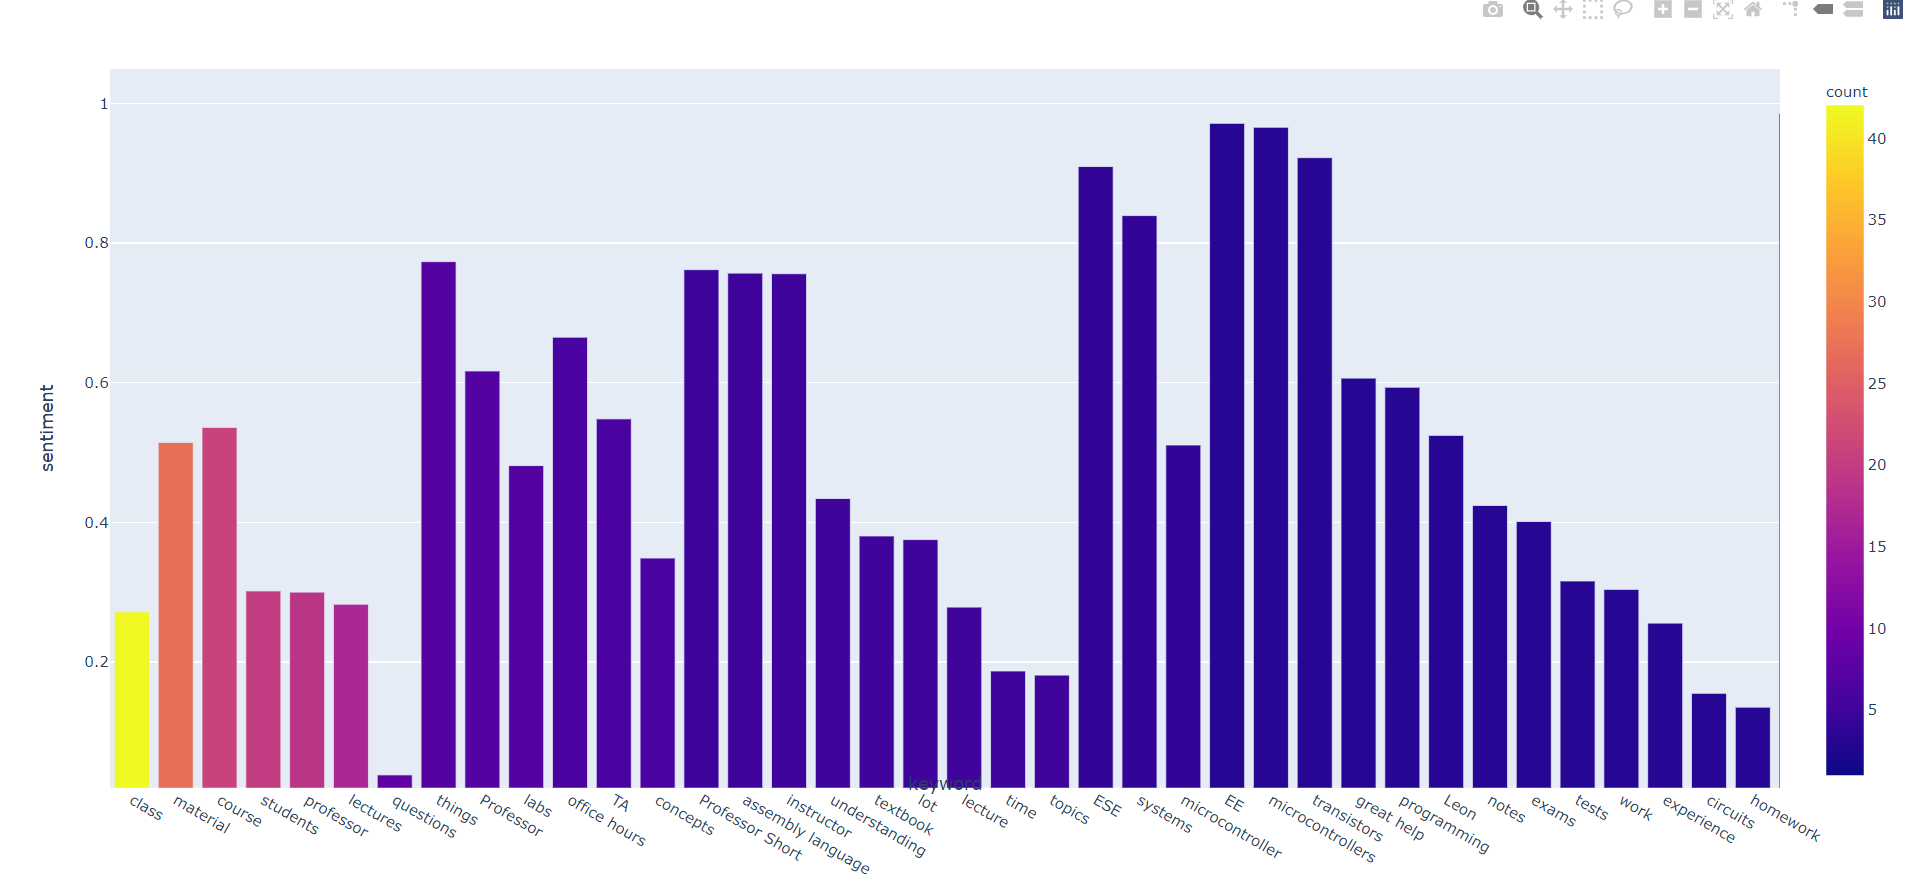 count
1
0.8
0.6
0.4
0.2
sentiment
40
35
30
25
20
15
10
5
class
material
course
students
professor
lectures
questions
things
Professor
labs
office hours
TA
concepts
Professor Short
assembly language
instructor
understanding
textbook
lot
lecture
time
topics
ESE
systems
microcontroller
EE
microcontrollers
transistors
great help
programming
Leon
notes
exams
tests
work
experience
circuits
homework
keyword